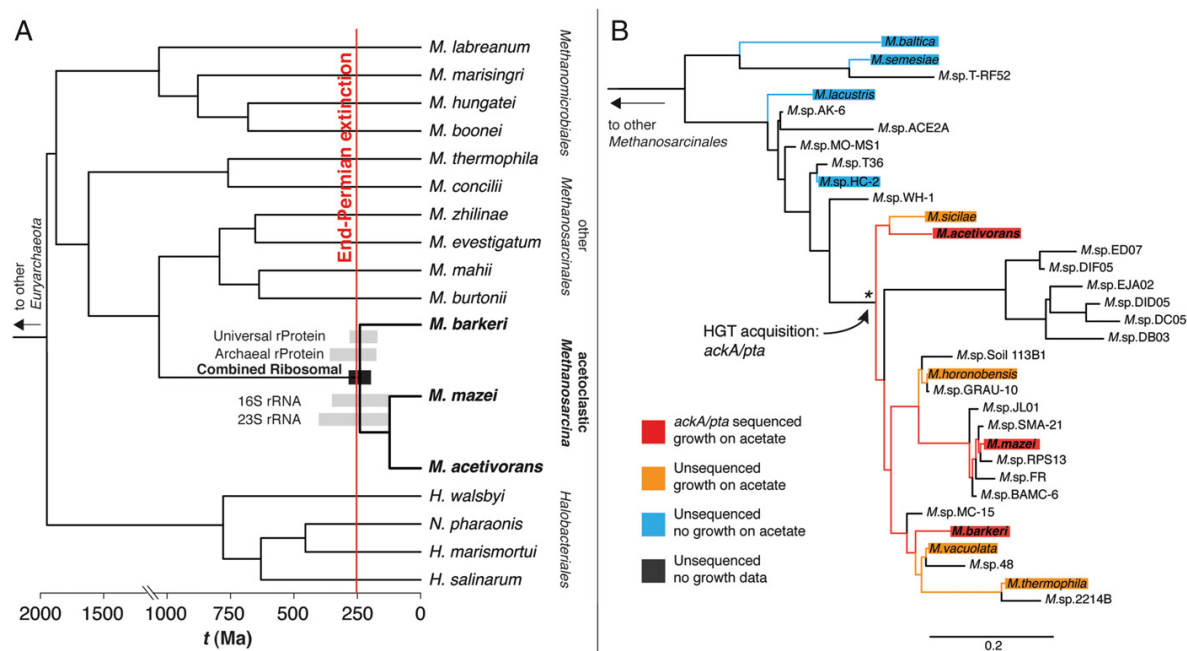 A
M. labreanum
M. marisingri
M. hungatei
M. boonei
M. thermophila
M. concilii
M. zhilinae
M. evestigatum
M. mahii
M. burtonii
M. barkeri
M. mazei
M. acetivorans
H. walsbyi
N. pharaonis
H. marismortui
H. salinarum
Methanomicrobiales
other
Methanosarcinales
acetoclastic
Methanosarcina
Halobacteriales
End-Permian extinction
to other
Euryarchaeota
Universal rProtein
Archaeal rProtein
Combined Ribosomal
16S rRNA
23S rRNA
2000 1500 1000 750 500 250 0
t (Ma)
B
to other
Methanosarcinales
M.baltica
M.semesiae
M.sp.T-RF52
M.lacustris
M.sp.AK-6
M.sp.ACE2A
M.sp.MO-MS1
M.sp.T36
M.sp.HC-2
M.sp.WH-1
M.sicilae
M.acetivorans
M.sp.ED07
M.sp.DIF05
M.sp.EJA02
M.sp.DID05
M.sp.DC05
M.sp.DB03
*
HGT acquisition:
ackA/pta
M.sp.Soil 113B1
M.horonobensis
M.sp.GRAU-10
M.sp.JL01
M.sp.SMA-21
M.mazei
M.sp.RPS13
M.sp.FR
M.sp.BAMC-6
M.sp.MC-15
M.barkeri
M.vacuolata
M.sp.48
M.thermophila
M.sp.2214B
ackA/pta sequenced
growth on acetate
Unsequenced
growth on acetate
Unsequenced
no growth on acetate
Unsequenced
no growth data
0.2